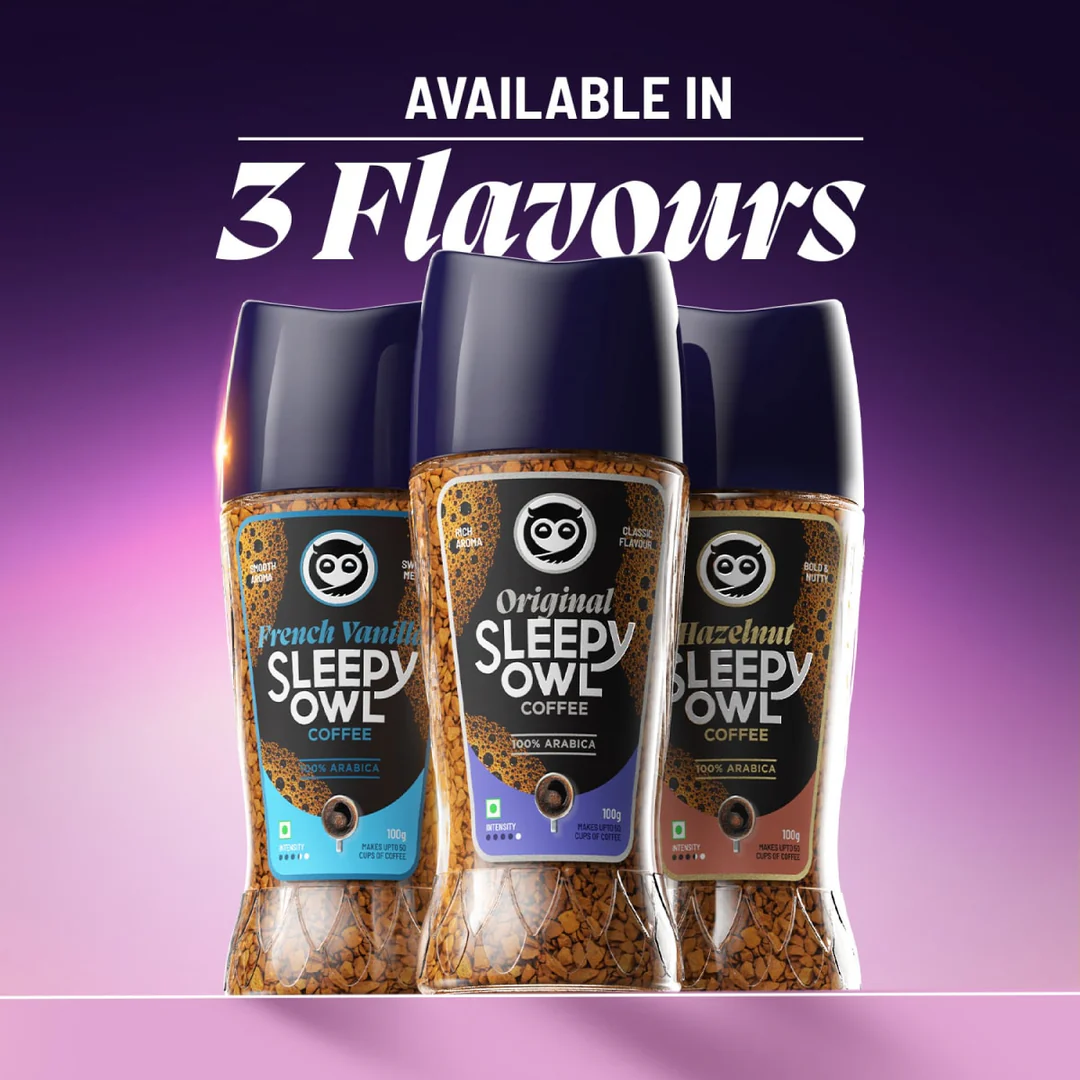 AVAILABLE IN
3 Flavours
SMOOTH
AROMA
French Vanilla
SLEEPY
OWL
COFFEE
100% ARABICA
INTENSITY
100g
MAKES UPTO 50
CUPS OF COFFEE
RICH
AROMA
CLASSIC
FLAVOUR
Original
SLEEPY
OWL
COFFEE
100% ARABICA
INTENSITY
100g
MAKES UPTO 50
CUPS OF COFFEE
BOLD &
NUTTY
Hazelnut
SLEEPY
OWL
COFFEE
100% ARABICA
INTENSITY
100g
MAKES UPTO 50
CUPS OF COFFEE